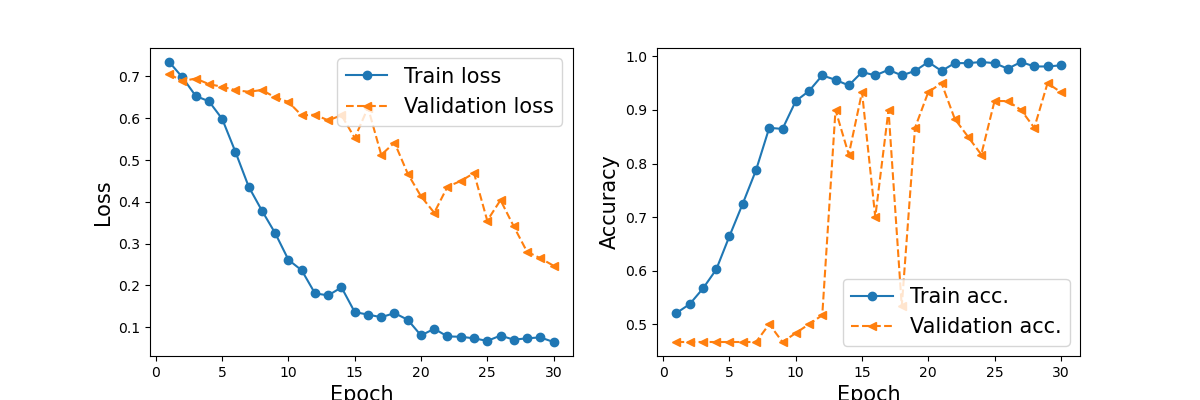 Train loss
Validation loss
0.7
0.6
0.5
0.4
0.3
0.2
0.1
Loss
0 5 10 15 20 25 30
Epoch
1.0
0.9
0.8
0.7
0.6
0.5
Accuracy
Train acc.
Validation acc.
0 5 10 15 20 25 30
Epoch